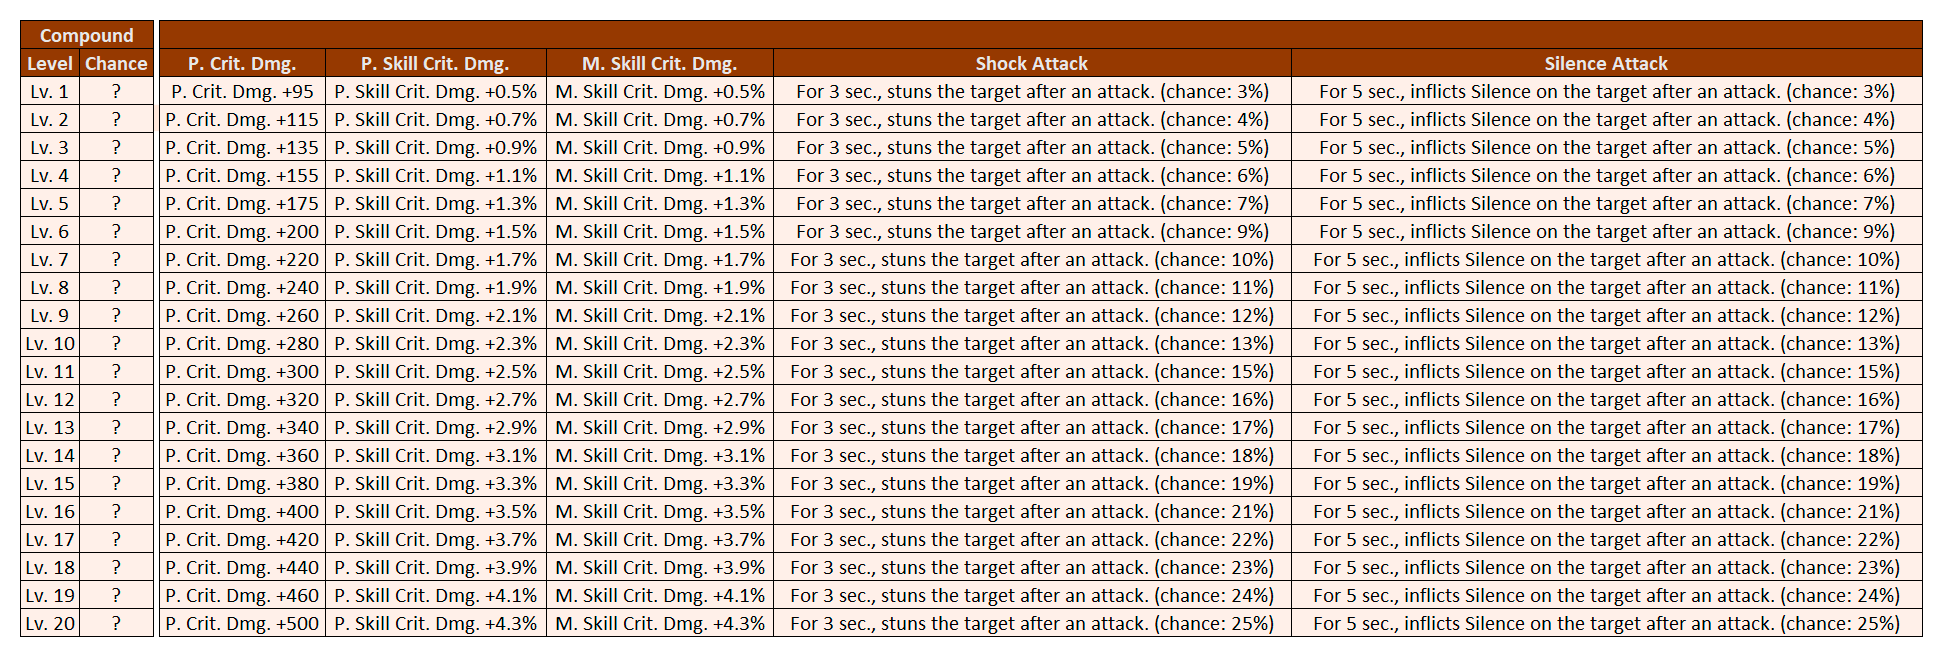 Compound
Level Chance P. Crit. Dmg. P. Skill Crit. Dmg. M. Skill Crit. Dmg. Shock Attack Silence Attack
Lv. 1 ? P. Crit. Dmg. +95 P. Skill Crit. Dmg. +0.5% M. Skill Crit. Dmg. +0.5% For 3 sec., stuns the target after an attack. (chance: 3%) For 5 sec., inflicts Silence on the target after an attack. (chance: 3%)
Lv. 2 ? P. Crit. Dmg. +115 P. Skill Crit. Dmg. +0.7% M. Skill Crit. Dmg. +0.7% For 3 sec., stuns the target after an attack. (chance: 4%) For 5 sec., inflicts Silence on the target after an attack. (chance: 4%)
Lv. 3 ? P. Crit. Dmg. +135 P. Skill Crit. Dmg. +0.9% M. Skill Crit. Dmg. +0.9% For 3 sec., stuns the target after an attack. (chance: 5%) For 5 sec., inflicts Silence on the target after an attack. (chance: 5%)
Lv. 4 ? P. Crit. Dmg. +155 P. Skill Crit. Dmg. +1.1% M. Skill Crit. Dmg. +1.1% For 3 sec., stuns the target after an attack. (chance: 6%) For 5 sec., inflicts Silence on the target after an attack. (chance: 6%)
Lv. 5 ? P. Crit. Dmg. +175 P. Skill Crit. Dmg. +1.3% M. Skill Crit. Dmg. +1.3% For 3 sec., stuns the target after an attack. (chance: 7%) For 5 sec., inflicts Silence on the target after an attack. (chance: 7%)
Lv. 6 ? P. Crit. Dmg. +200 P. Skill Crit. Dmg. +1.5% M. Skill Crit. Dmg. +1.5% For 3 sec., stuns the target after an attack. (chance: 9%) For 5 sec., inflicts Silence on the target after an attack. (chance: 9%)
Lv. 7 ? P. Crit. Dmg. +220 P. Skill Crit. Dmg. +1.7% M. Skill Crit. Dmg. +1.7% For 3 sec., stuns the target after an attack. (chance: 10%) For 5 sec., inflicts Silence on the target after an attack. (chance: 10%)
Lv. 8 ? P. Crit. Dmg. +240 P. Skill Crit. Dmg. +1.9% M. Skill Crit. Dmg. +1.9% For 3 sec., stuns the target after an attack. (chance: 11%) For 5 sec., inflicts Silence on the target after an attack. (chance: 11%)
Lv. 9 ? P. Crit. Dmg. +260 P. Skill Crit. Dmg. +2.1% M. Skill Crit. Dmg. +2.1% For 3 sec., stuns the target after an attack. (chance: 12%) For 5 sec., inflicts Silence on the target after an attack. (chance: 12%)
Lv. 10 ? P. Crit. Dmg. +280 P. Skill Crit. Dmg. +2.3% M. Skill Crit. Dmg. +2.3% For 3 sec., stuns the target after an attack. (chance: 13%) For 5 sec., inflicts Silence on the target after an attack. (chance: 13%)
Lv. 11 ? P. Crit. Dmg. +300 P. Skill Crit. Dmg. +2.5% M. Skill Crit. Dmg. +2.5% For 3 sec., stuns the target after an attack. (chance: 15%) For 5 sec., inflicts Silence on the target after an attack. (chance: 15%)
Lv. 12 ? P. Crit. Dmg. +320 P. Skill Crit. Dmg. +2.7% M. Skill Crit. Dmg. +2.7% For 3 sec., stuns the target after an attack. (chance: 16%) For 5 sec., inflicts Silence on the target after an attack. (chance: 16%)
Lv. 13 ? P. Crit. Dmg. +340 P. Skill Crit. Dmg. +2.9% M. Skill Crit. Dmg. +2.9% For 3 sec., stuns the target after an attack. (chance: 17%) For 5 sec., inflicts Silence on the target after an attack. (chance: 17%)
Lv. 14 ? P. Crit. Dmg. +360 P. Skill Crit. Dmg. +3.1% M. Skill Crit. Dmg. +3.1% For 3 sec., stuns the target after an attack. (chance: 18%) For 5 sec., inflicts Silence on the target after an attack. (chance: 18%)
Lv. 15 ? P. Crit. Dmg. +380 P. Skill Crit. Dmg. +3.3% M. Skill Crit. Dmg. +3.3% For 3 sec., stuns the target after an attack. (chance: 19%) For 5 sec., inflicts Silence on the target after an attack. (chance: 19%)
Lv. 16 ? P. Crit. Dmg. +400 P. Skill Crit. Dmg. +3.5% M. Skill Crit. Dmg. +3.5% For 3 sec., stuns the target after an attack. (chance: 21%) For 5 sec., inflicts Silence on the target after an attack. (chance: 21%)
Lv. 17 ? P. Crit. Dmg. +420 P. Skill Crit. Dmg. +3.7% M. Skill Crit. Dmg. +3.7% For 3 sec., stuns the target after an attack. (chance: 22%) For 5 sec., inflicts Silence on the target after an attack. (chance: 22%)
Lv. 18 ? P. Crit. Dmg. +440 P. Skill Crit. Dmg. +3.9% M. Skill Crit. Dmg. +3.9% For 3 sec., stuns the target after an attack. (chance: 23%) For 5 sec., inflicts Silence on the target after an attack. (chance: 23%)
Lv. 19 ? P. Crit. Dmg. +460 P. Skill Crit. Dmg. +4.1% M. Skill Crit. Dmg. +4.1% For 3 sec., stuns the target after an attack. (chance: 24%) For 5 sec., inflicts Silence on the target after an attack. (chance: 24%)
Lv. 20 ? P. Crit. Dmg. +500 P. Skill Crit. Dmg. +4.3% M. Skill Crit. Dmg. +4.3% For 3 sec., stuns the target after an attack. (chance: 25%) For 5 sec., inflicts Silence on the target after an attack. (chance: 25%)